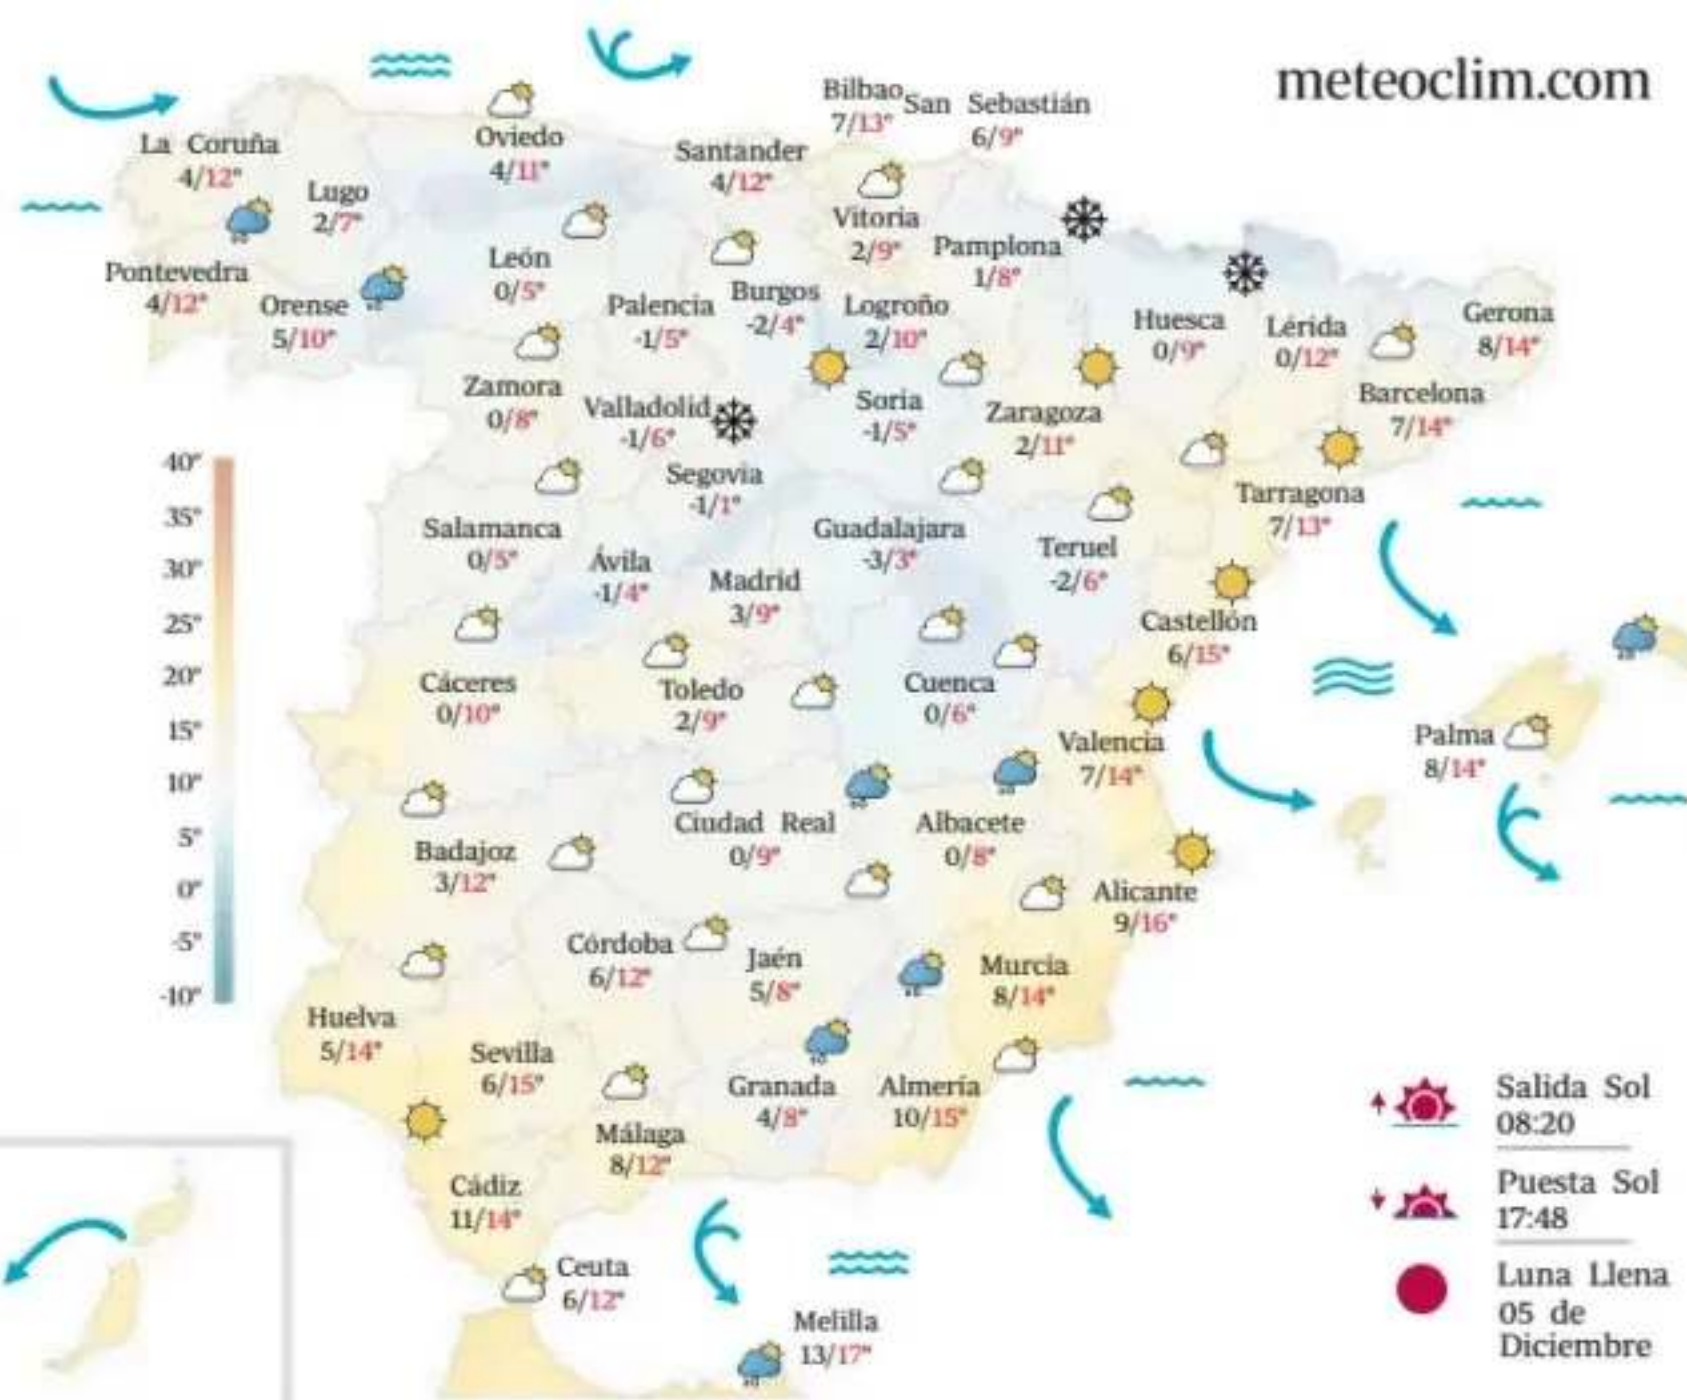 meteoclim.com
Bilbao
7/13°
San Sebastián
6/9°
La Coruña
4/12°
Oviedo
4/11°
Santander
4/12°
Lugo
2/7°
Vitoria
2/9°
Pamplona
1/8°
Pontevedra
4/12°
Orense
5/10°
León
0/5°
Palencia
-1/5°
Burgos
-2/4°
Logroño
2/10°
Huesca
0/9°
Lérida
0/12°
Gerona
8/14°
Zamora
0/8°
Valladolid
-1/6°
Soria
-1/5°
Zaragoza
2/11°
Barcelona
7/14°
Segovia
-1/1°
Tarragona
7/13°
Salamanca
0/5°
Ávila
-1/4°
Madrid
3/9°
Guadalajara
-3/3°
Teruel
-2/6°
Castellón
6/15°
Cáceres
0/10°
Toledo
2/9°
Cuenca
0/6°
Valencia
7/14°
Palma
8/14°
Badajoz
3/12°
Ciudad Real
0/9°
Albacete
0/8°
Alicante
9/16°
Córdoba
6/12°
Jaén
5/8°
Murcia
8/14°
Huelva
5/14°
Sevilla
6/15°
Granada
4/8°
Almería
10/15°
Málaga
8/12°
Cádiz
11/14°
Ceuta
6/12°
Melilla
13/17°
40°
35°
30°
25°
20°
15°
10°
5°
0°
-5°
-10°
Salida Sol
08:20
Puesta Sol
17:48
Luna Llena
05 de
Diciembre